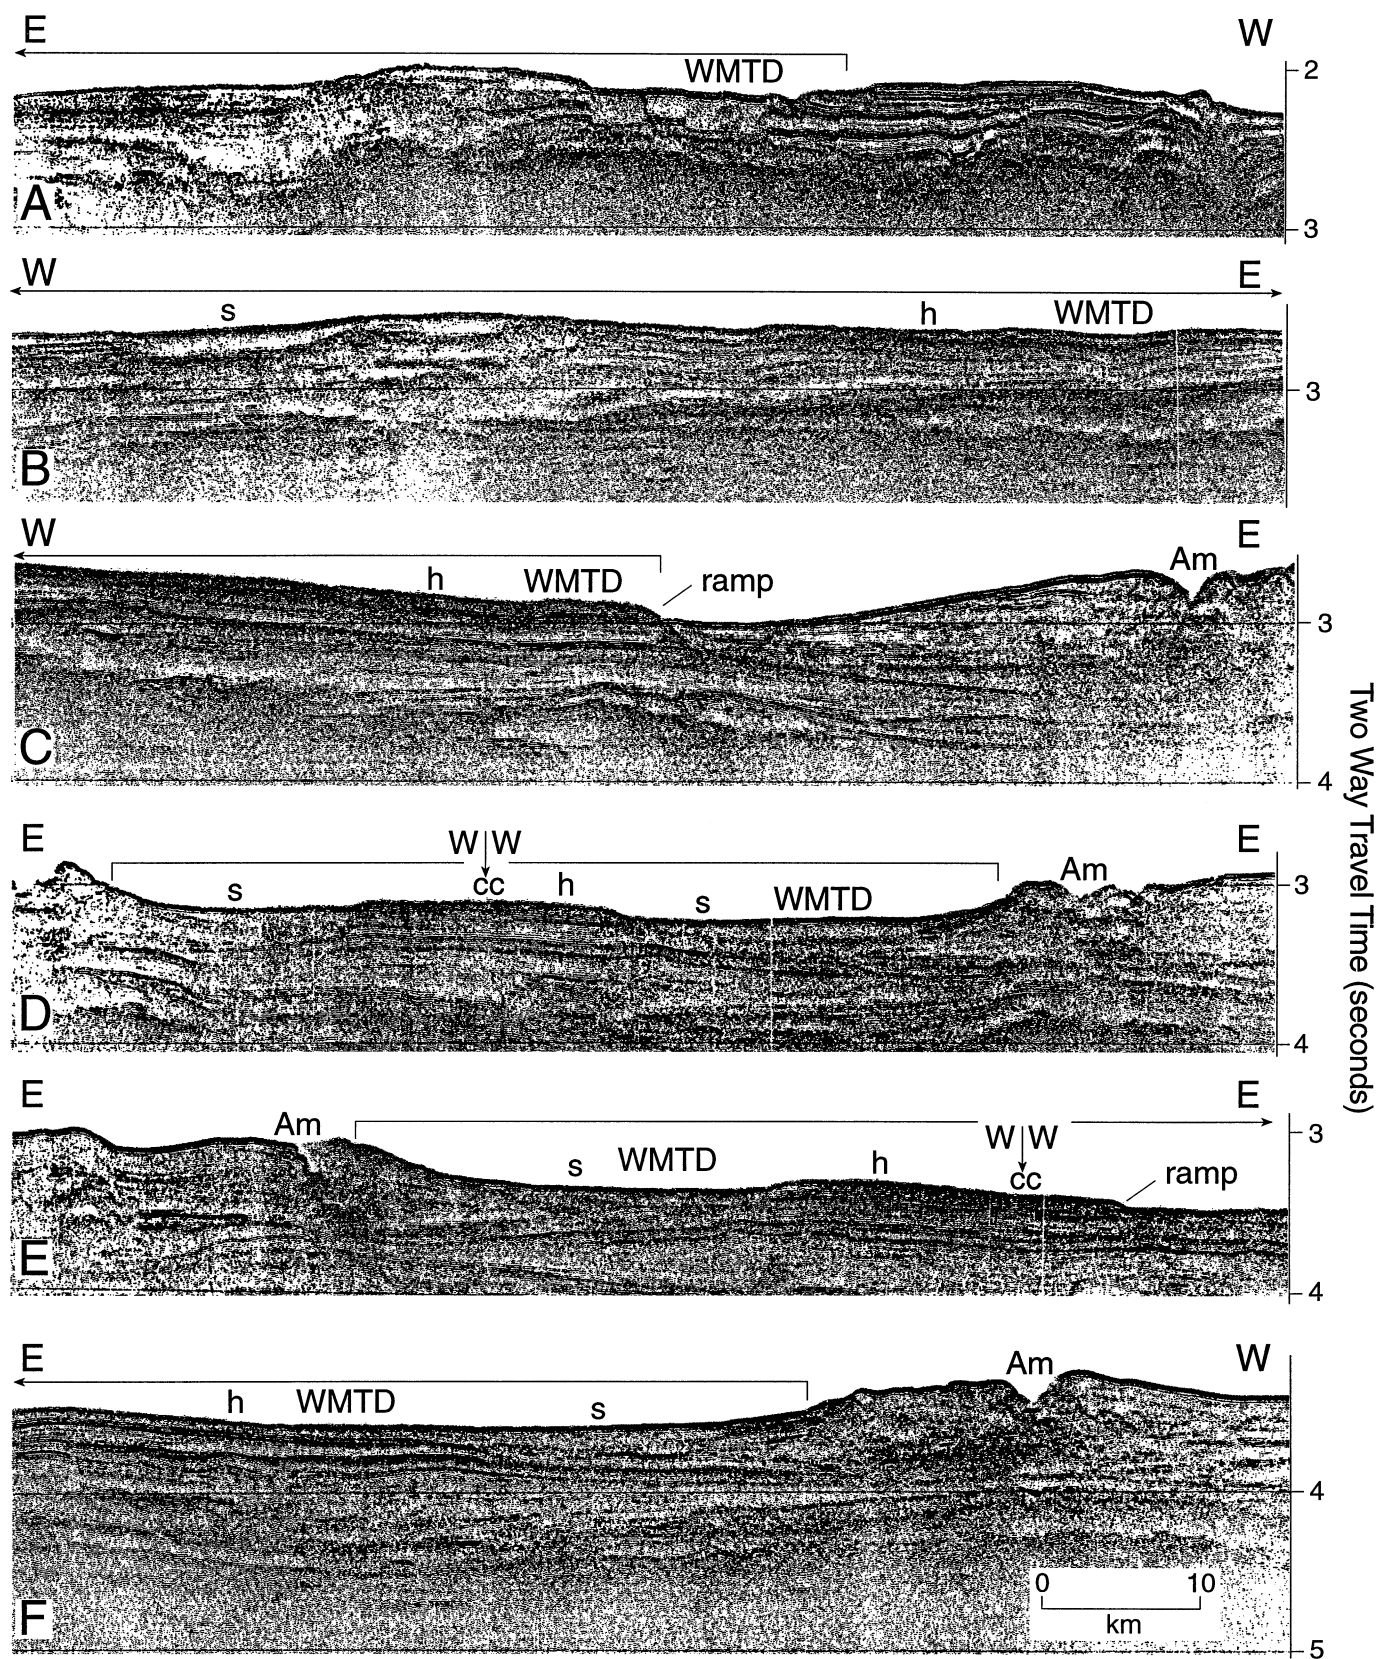 E W
WMTD
2
A
3
W E
s h WMTD
3
B
W E
h WMTD ramp Am
3
C
4
Two Way Travel Time (seconds)
E W W E
s cc h s WMTD Am
3
D
4
E E
Am 3
s WMTD h W W
cc ramp
E
4
E Am W
h WMTD s
4
0 10
km
F
5